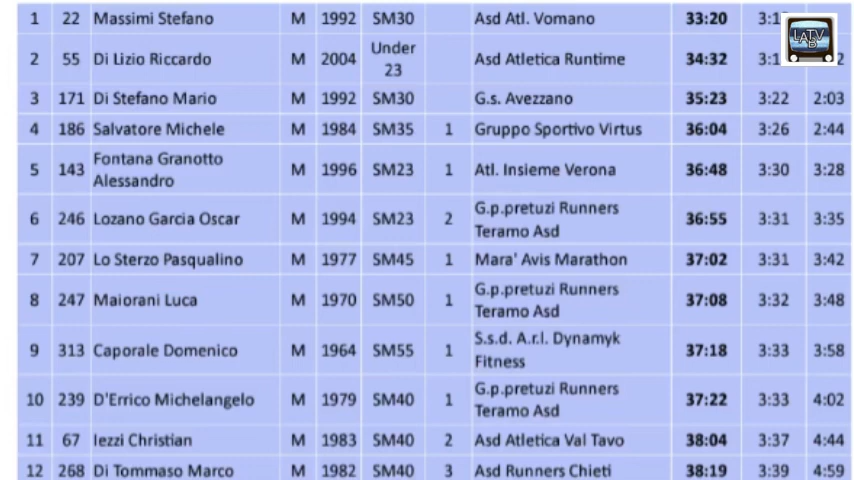 1 22 Massimi Stefano M 1992 SM30 Asd Atl. Vomano 33:20
2 55 Di Lizio Riccardo M 2004 Under 23 Asd Atletica Runtime 34:32
3 171 Di Stefano Mario M 1992 SM30 G.s. Avezzano 35:23 3:22 2:03
4 186 Salvatore Michele M 1984 SM35 1 Gruppo Sportivo Virtus 36:04 3:26 2:44
5 143 Fontana Granotto Alessandro M 1996 SM23 1 Atl. Insieme Verona 36:48 3:30 3:28
6 246 Lozano Garcia Oscar M 1994 SM23 2 G.p.pretuzi Runners Teramo Asd 36:55 3:31 3:35
7 207 Lo Sterzo Pasqualino M 1977 SM45 1 Mara' Avis Marathon 37:02 3:31 3:42
8 247 Maiorani Luca M 1970 SM50 1 G.p.pretuzi Runners Teramo Asd 37:08 3:32 3:48
9 313 Caporale Domenico M 1964 SM55 1 S.s.d. A.r.l. Dynamyk Fitness 37:18 3:33 3:58
10 239 D'Errico Michelangelo M 1979 SM40 1 G.p.pretuzi Runners Teramo Asd 37:22 3:33 4:02
11 67 Iezzi Christian M 1983 SM40 2 Asd Atletica Val Tavo 38:04 3:37 4:44
12 268 Di Tommaso Marco M 1982 SM40 3 Asd Runners Chieti 38:19 3:39 4:59